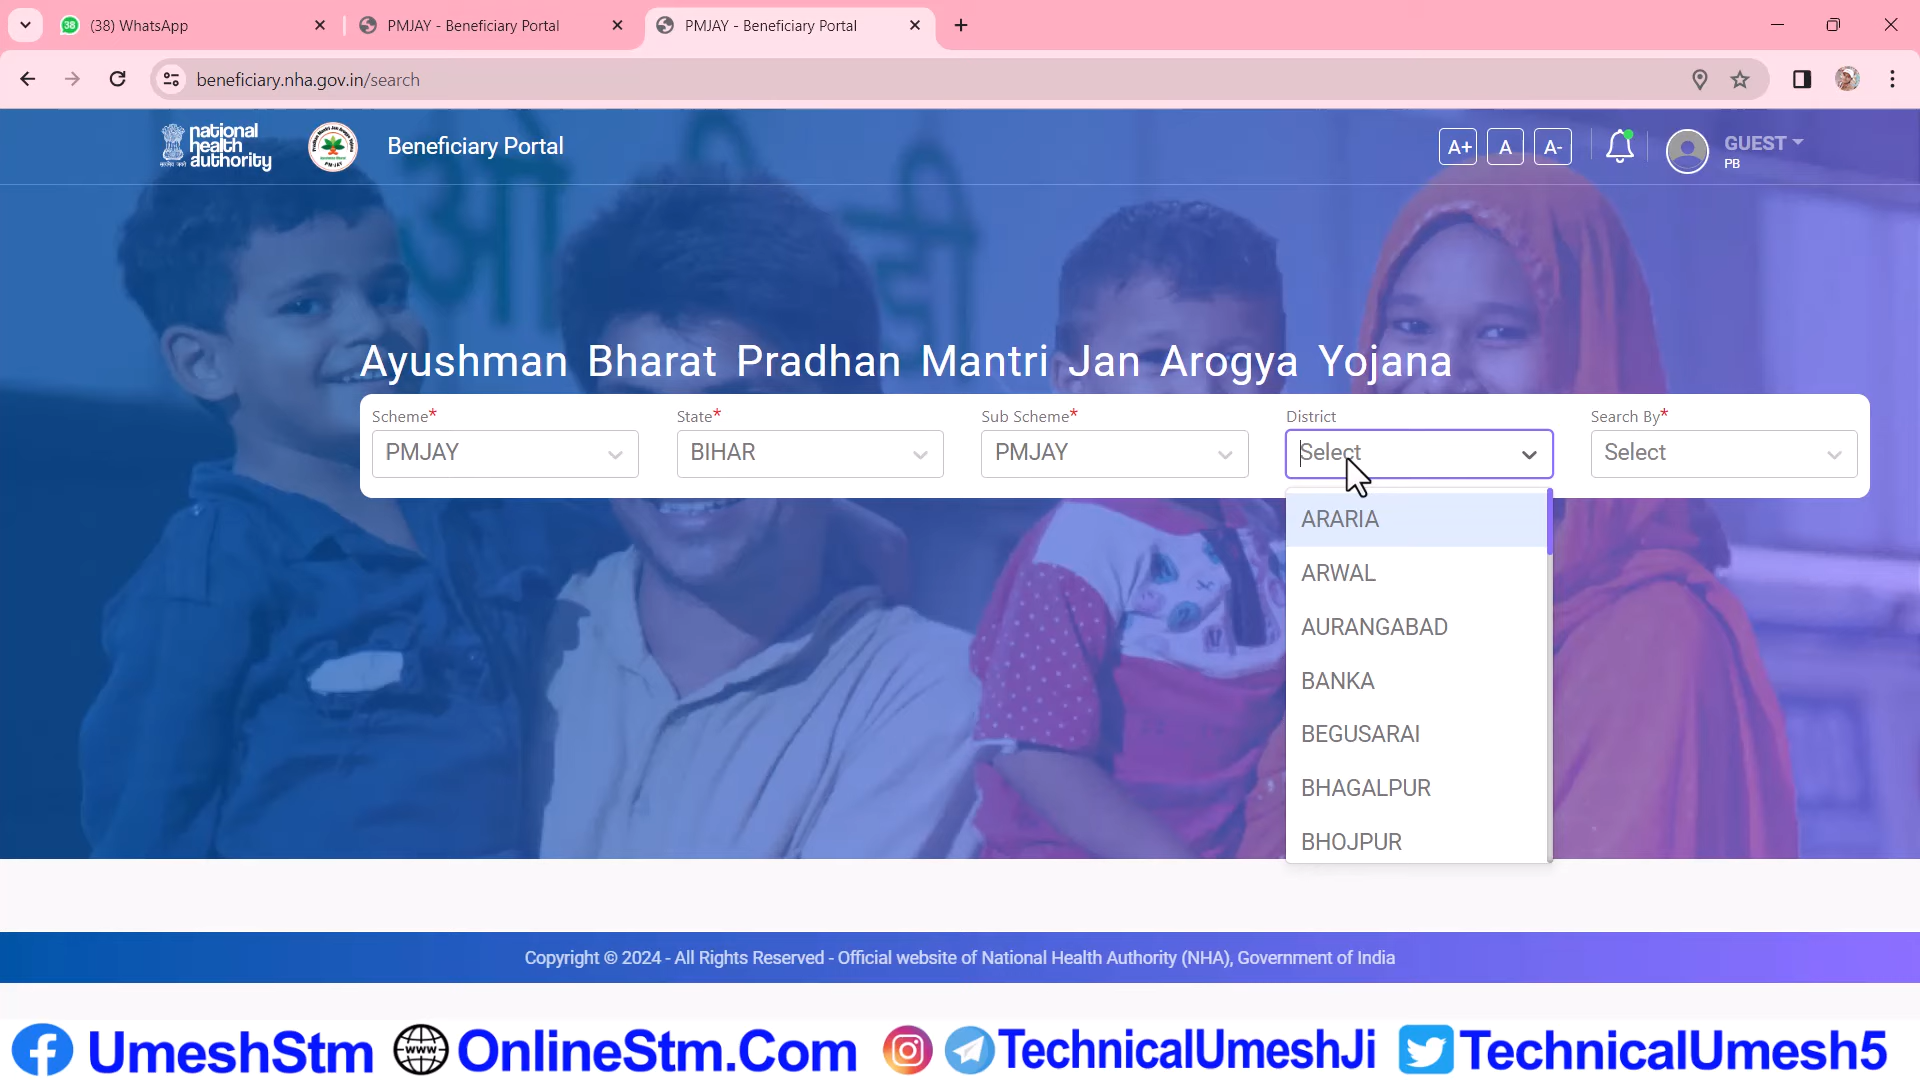 (38) WhatsApp
PMJAY - Beneficiary Portal
PMJAY - Beneficiary Portal
beneficiary.nha.gov.in/search
national
health
authority
Beneficiary Portal
A+ A A-
GUEST
PB
Ayushman Bharat Pradhan Mantri Jan Arogya Yojana
Scheme* State* Sub Scheme* District Search By*
PMJAY BIHAR PMJAY Select Select
ARARIA
ARWAL
AURANGABAD
BANKA
BEGUSARAI
BHAGALPUR
BHOJPUR
Copyright © 2024 - All Rights Reserved - Official website of National Health Authority (NHA), Government of India
UmeshStm OnlineStm.Com TechnicalUmeshJi TechnicalUmesh5